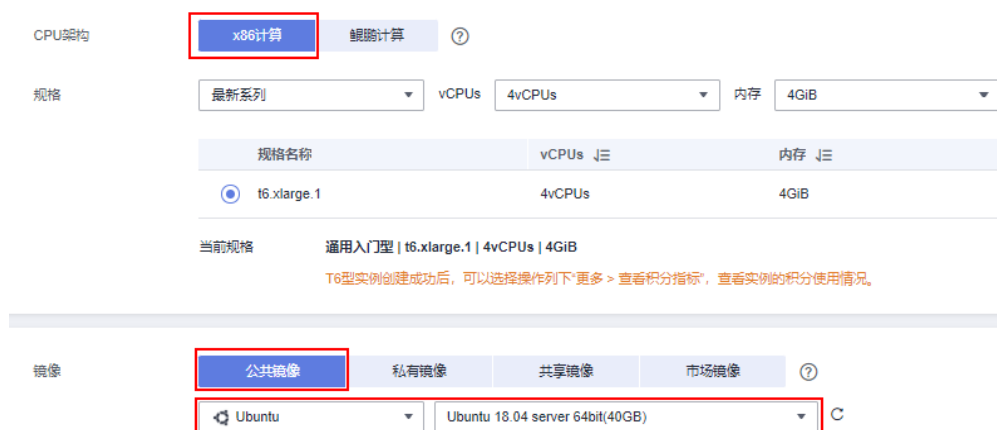 CPU架构 x86计算 鲲鹏计算
规格 最新系列 vCPUs 4vCPUs 内存 4GiB
规格名称 vCPUs 内存
t6.xlarge.1 4vCPUs 4GiB
当前规格 通用入门型 | t6.xlarge.1 | 4vCPUs | 4GiB
T6型实例创建成功后，可以选择操作列下“更多 > 查看积分指标”，查看实例的积分使用情况。
镜像 公共镜像 私有镜像 共享镜像 市场镜像
Ubuntu Ubuntu 18.04 server 64bit(40GB)